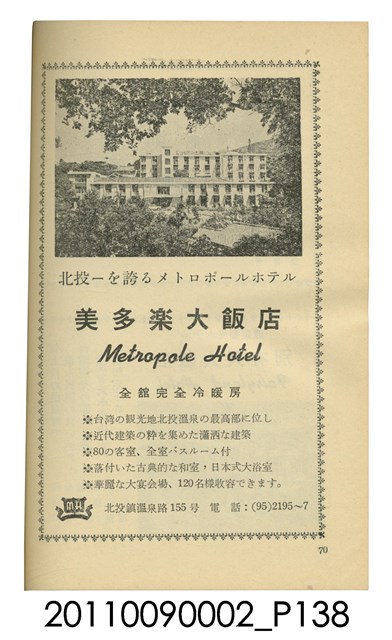 北投一を誇るメトロボールホテル
美多楽大飯店
Metropole Hotel
全舘完全冷暖房
❖台湾の観光地北投温泉の最高部に位し
❖近代建築の粋を集めた瀟洒な建築
❖80の客室、全室バスルーム付
❖落付いた古典的な和室，日本式大浴室
❖華麗な大宴会場、120名様收容できます。
MH 北投鎮溫泉路155号 電話：(95)2195~7
70
20110090002_P138